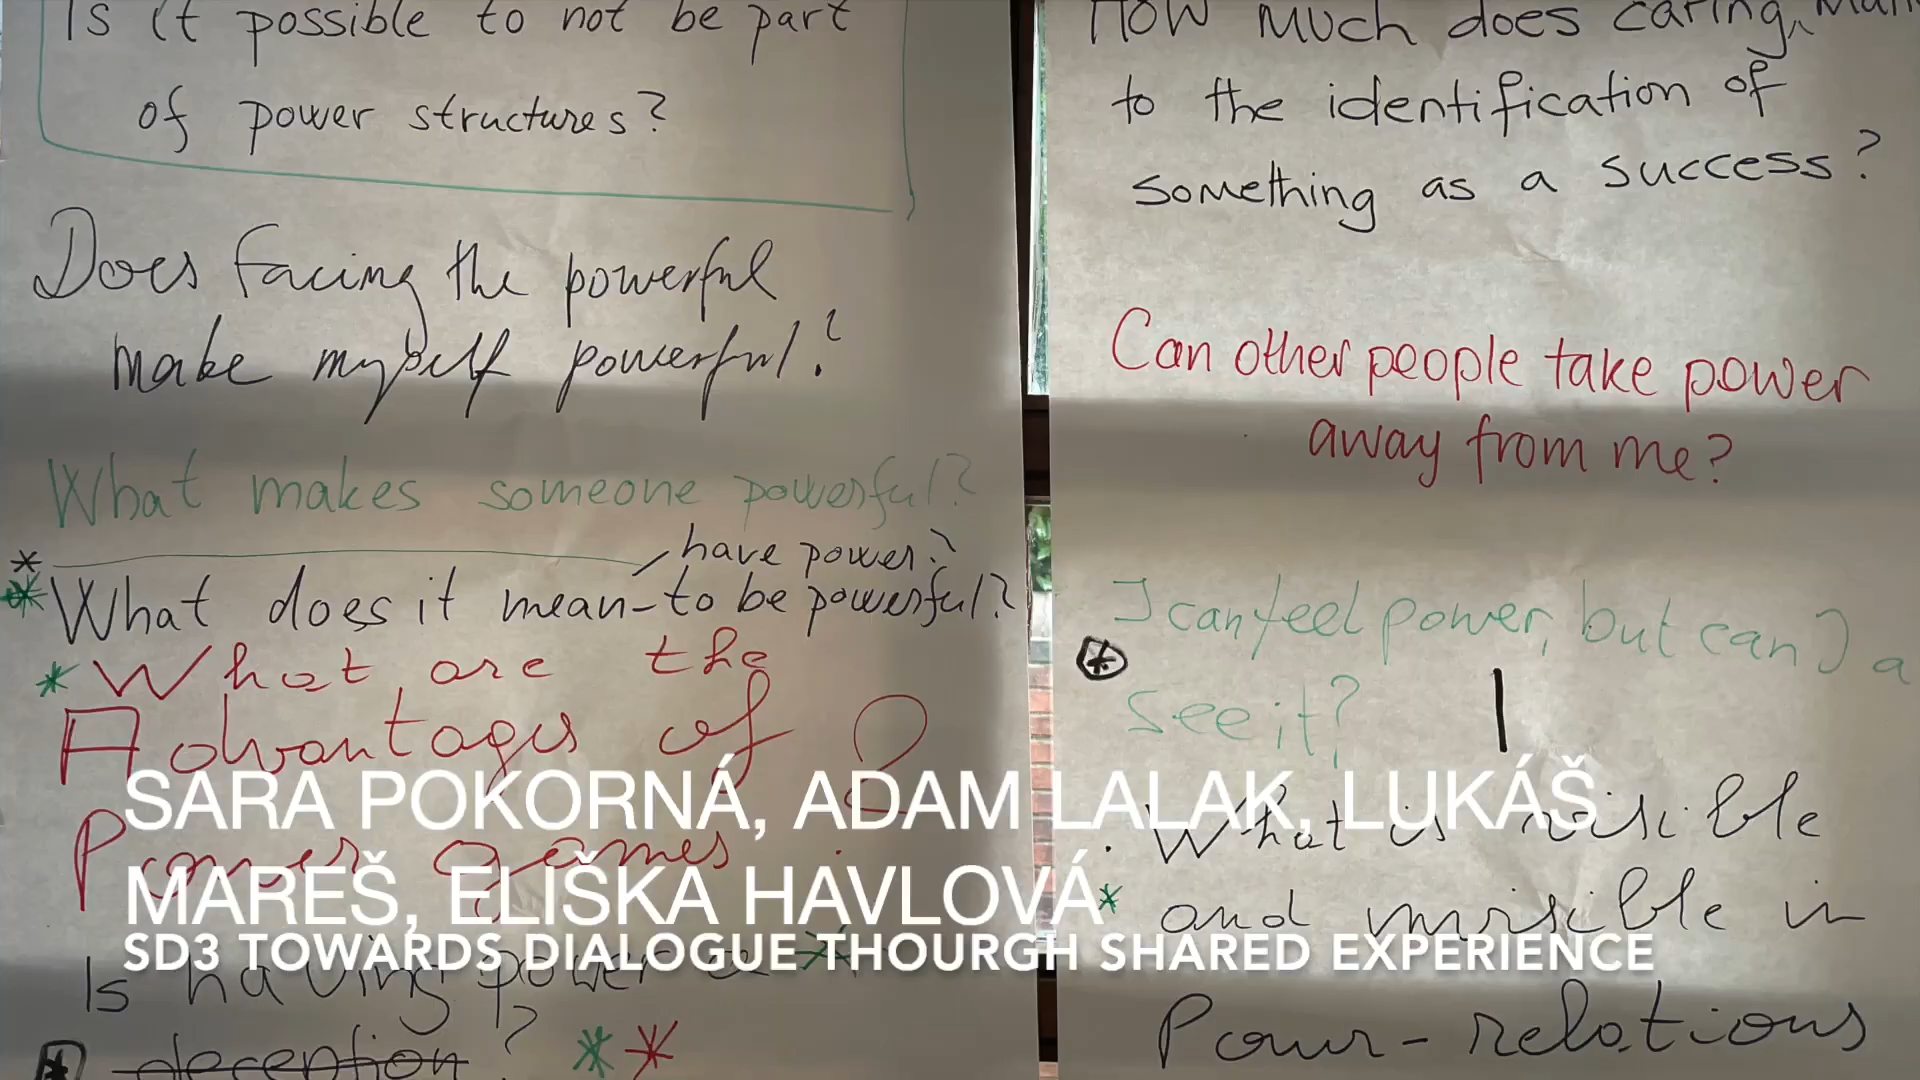 Is it possible to not be part
of power structures?
Does facing the powerful
make myself powerful?
What makes someone powerful?
have power?
What does it mean to be powerful?
What are the
Advantages of
Power games ?
Is having power a
deception?
How much does caring
to the identification of
something as a success?
Can other people take power
away from me?
I can feel power, but can I a
see it?
What is visible
and invisible in
Powr-relations
SARA POKORNÁ, ADAM LALAK, LUKÁŠ
MAREŠ, ELIŠKA HAVLOVÁ
SD3 TOWARDS DIALOGUE THOURGH SHARED EXPERIENCE